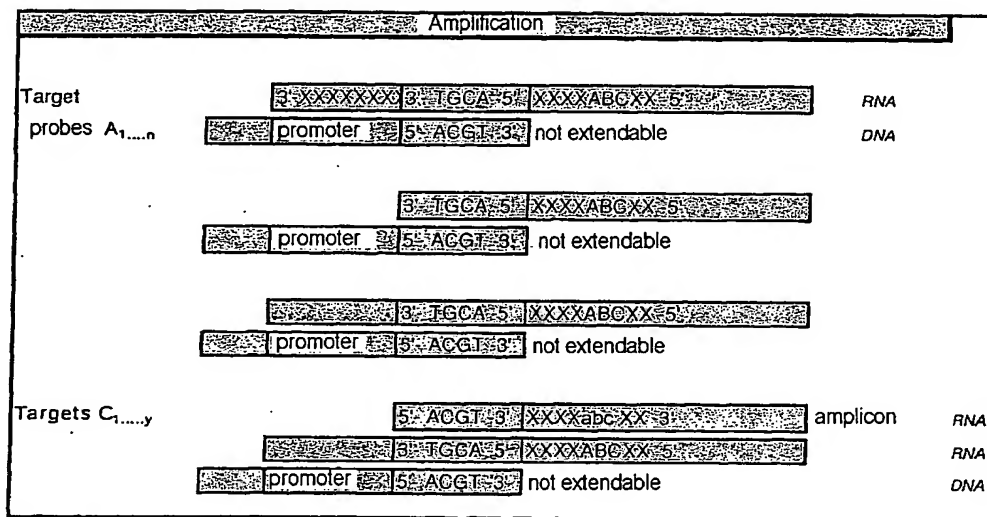 Amplification
Target 3'-XXXXXXX 3'-TGCA-5' XXXXABCXX-5' RNA
probes A1.....n promoter 5'-ACGT-3' not extendable DNA
3'-TGCA-5' XXXXABCXX-5'
promoter 5'-ACGT-3' not extendable
3'-TGCA-5' XXXXABCXX-5'
promoter 5'-ACGT-3' not extendable
Targets C1.....y 5'-ACGT-3' XXXXabcXX-3' amplicon RNA
3'-TGCA-5' XXXXABCXX-5' RNA
promoter 5'-ACGT-3' not extendable DNA